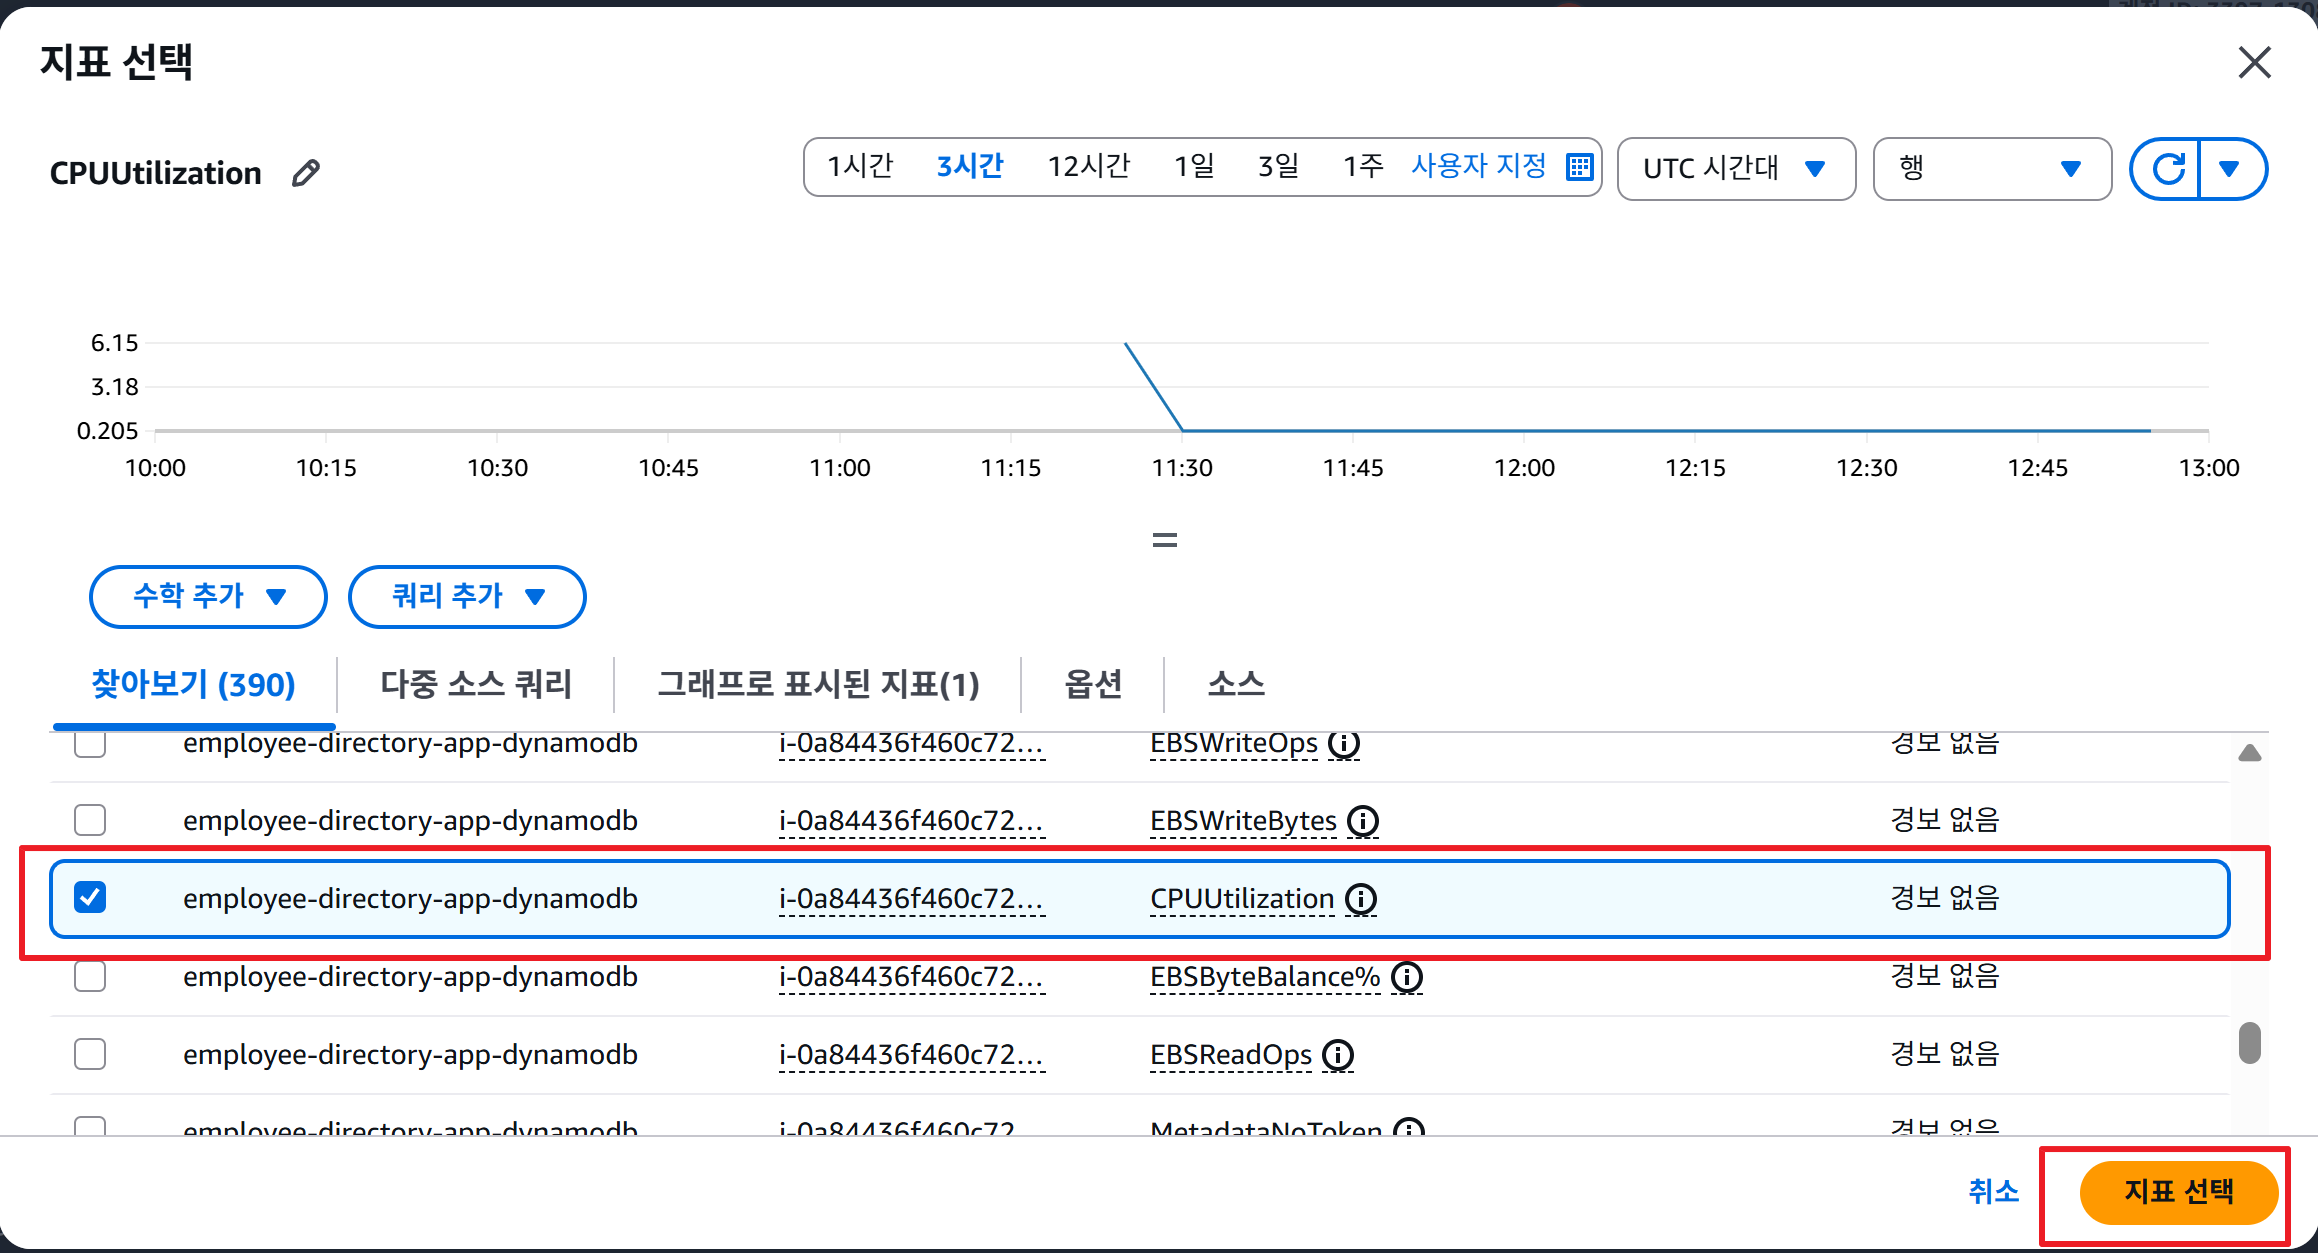 지표 선택
CPUUtilization
1시간 3시간 12시간 1일 3일 1주 사용자 지정
UTC 시간대
행
6.15
3.18
0.205
10:00 10:15 10:30 10:45 11:00 11:15 11:30 11:45 12:00 12:15 12:30 12:45 13:00
수학 추가 쿼리 추가
찾아보기 (390) 다중 소스 쿼리 그래프로 표시된 지표(1) 옵션 소스
employee-directory-app-dynamodb i-0a84436f460c72... EBSWriteOps 경보 없음
employee-directory-app-dynamodb i-0a84436f460c72... EBSWriteBytes 경보 없음
employee-directory-app-dynamodb i-0a84436f460c72... CPUUtilization 경보 없음
employee-directory-app-dynamodb i-0a84436f460c72... EBSByteBalance% 경보 없음
employee-directory-app-dynamodb i-0a84436f460c72... EBSReadOps 경보 없음
employee-directory-app-dynamodb i-0a84436f460c72 MetadataNoToken 경보 없음
취소 지표 선택